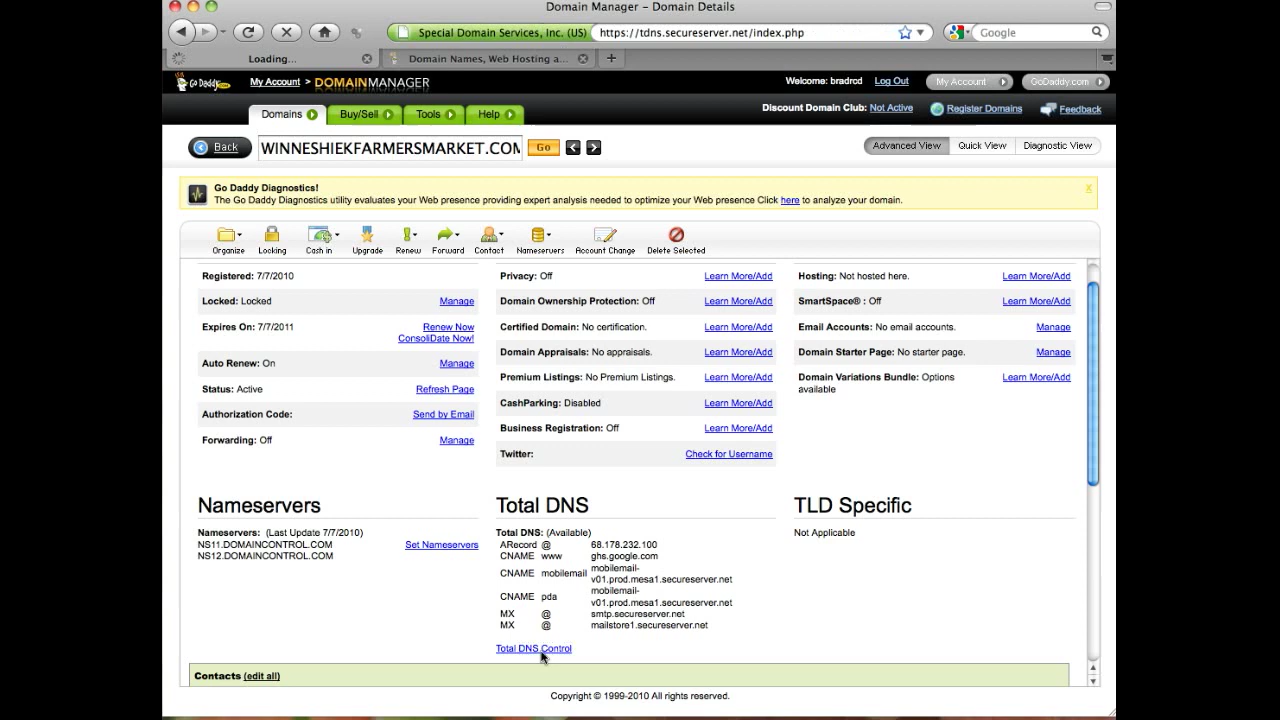 Domain Manager – Domain Details
Special Domain Services, Inc. (US) https://tdns.secureserver.net/index.php Google
Loading... Domain Names, Web Hosting a...
Go Daddy.com My Account > DOMAINMANAGER Welcome: bradrcd Log Out My Account GoDaddy.com
Domains Buy/Sell Tools Help Discount Domain Club: Not Active Register Domains Feedback
Back WINNESHIEKFARMERSMARKET.COM Go Advanced View Quick View Diagnostic View
Go Daddy Diagnostics! x
The Go Daddy Diagnostics utility evaluates your Web presence providing expert analysis needed to optimize your Web presence Click here to analyze your domain.
Organize Locking Cash in Upgrade Renew Forward Contact Nameservers Account Change Delete Selected
Registered: 7/7/2010
Locked: Locked Manage
Expires On: 7/7/2011 Renew Now
ConsoliDate Now!
Auto Renew: On Manage
Status: Active Refresh Page
Authorization Code: Send by Email
Forwarding: Off Manage
Privacy: Off Learn More/Add
Domain Ownership Protection: Off Learn More/Add
Certified Domain: No certification. Learn More/Add
Domain Appraisals: No appraisals. Learn More/Add
Premium Listings: No Premium Listings. Learn More/Add
CashParking: Disabled Learn More/Add
Business Registration: Off Learn More/Add
Twitter: Check for Username
Hosting: Not hosted here. Learn More/Add
SmartSpace® : Off Learn More/Add
Email Accounts: No email accounts. Manage
Domain Starter Page: No starter page. Manage
Domain Variations Bundle: Options Learn More/Add
available
Nameservers
Nameservers: (Last Update 7/7/2010)
NS11.DOMAINCONTROL.COM Set Nameservers
NS12.DOMAINCONTROL.COM
Total DNS
Total DNS: (Available)
ARecord @ 68.178.232.100
CNAME www ghs.google.com
CNAME mobilemail mobilemail-
v01.prod.mesa1.secureserver.net
CNAME pda mobilemail-
v01.prod.mesa1.secureserver.net
MX @ smtp.secureserver.net
MX @ mailstore1.secureserver.net
Total DNS Control
TLD Specific
Not Applicable
Contacts (edit all)
Copyright © 1999-2010 All rights reserved.